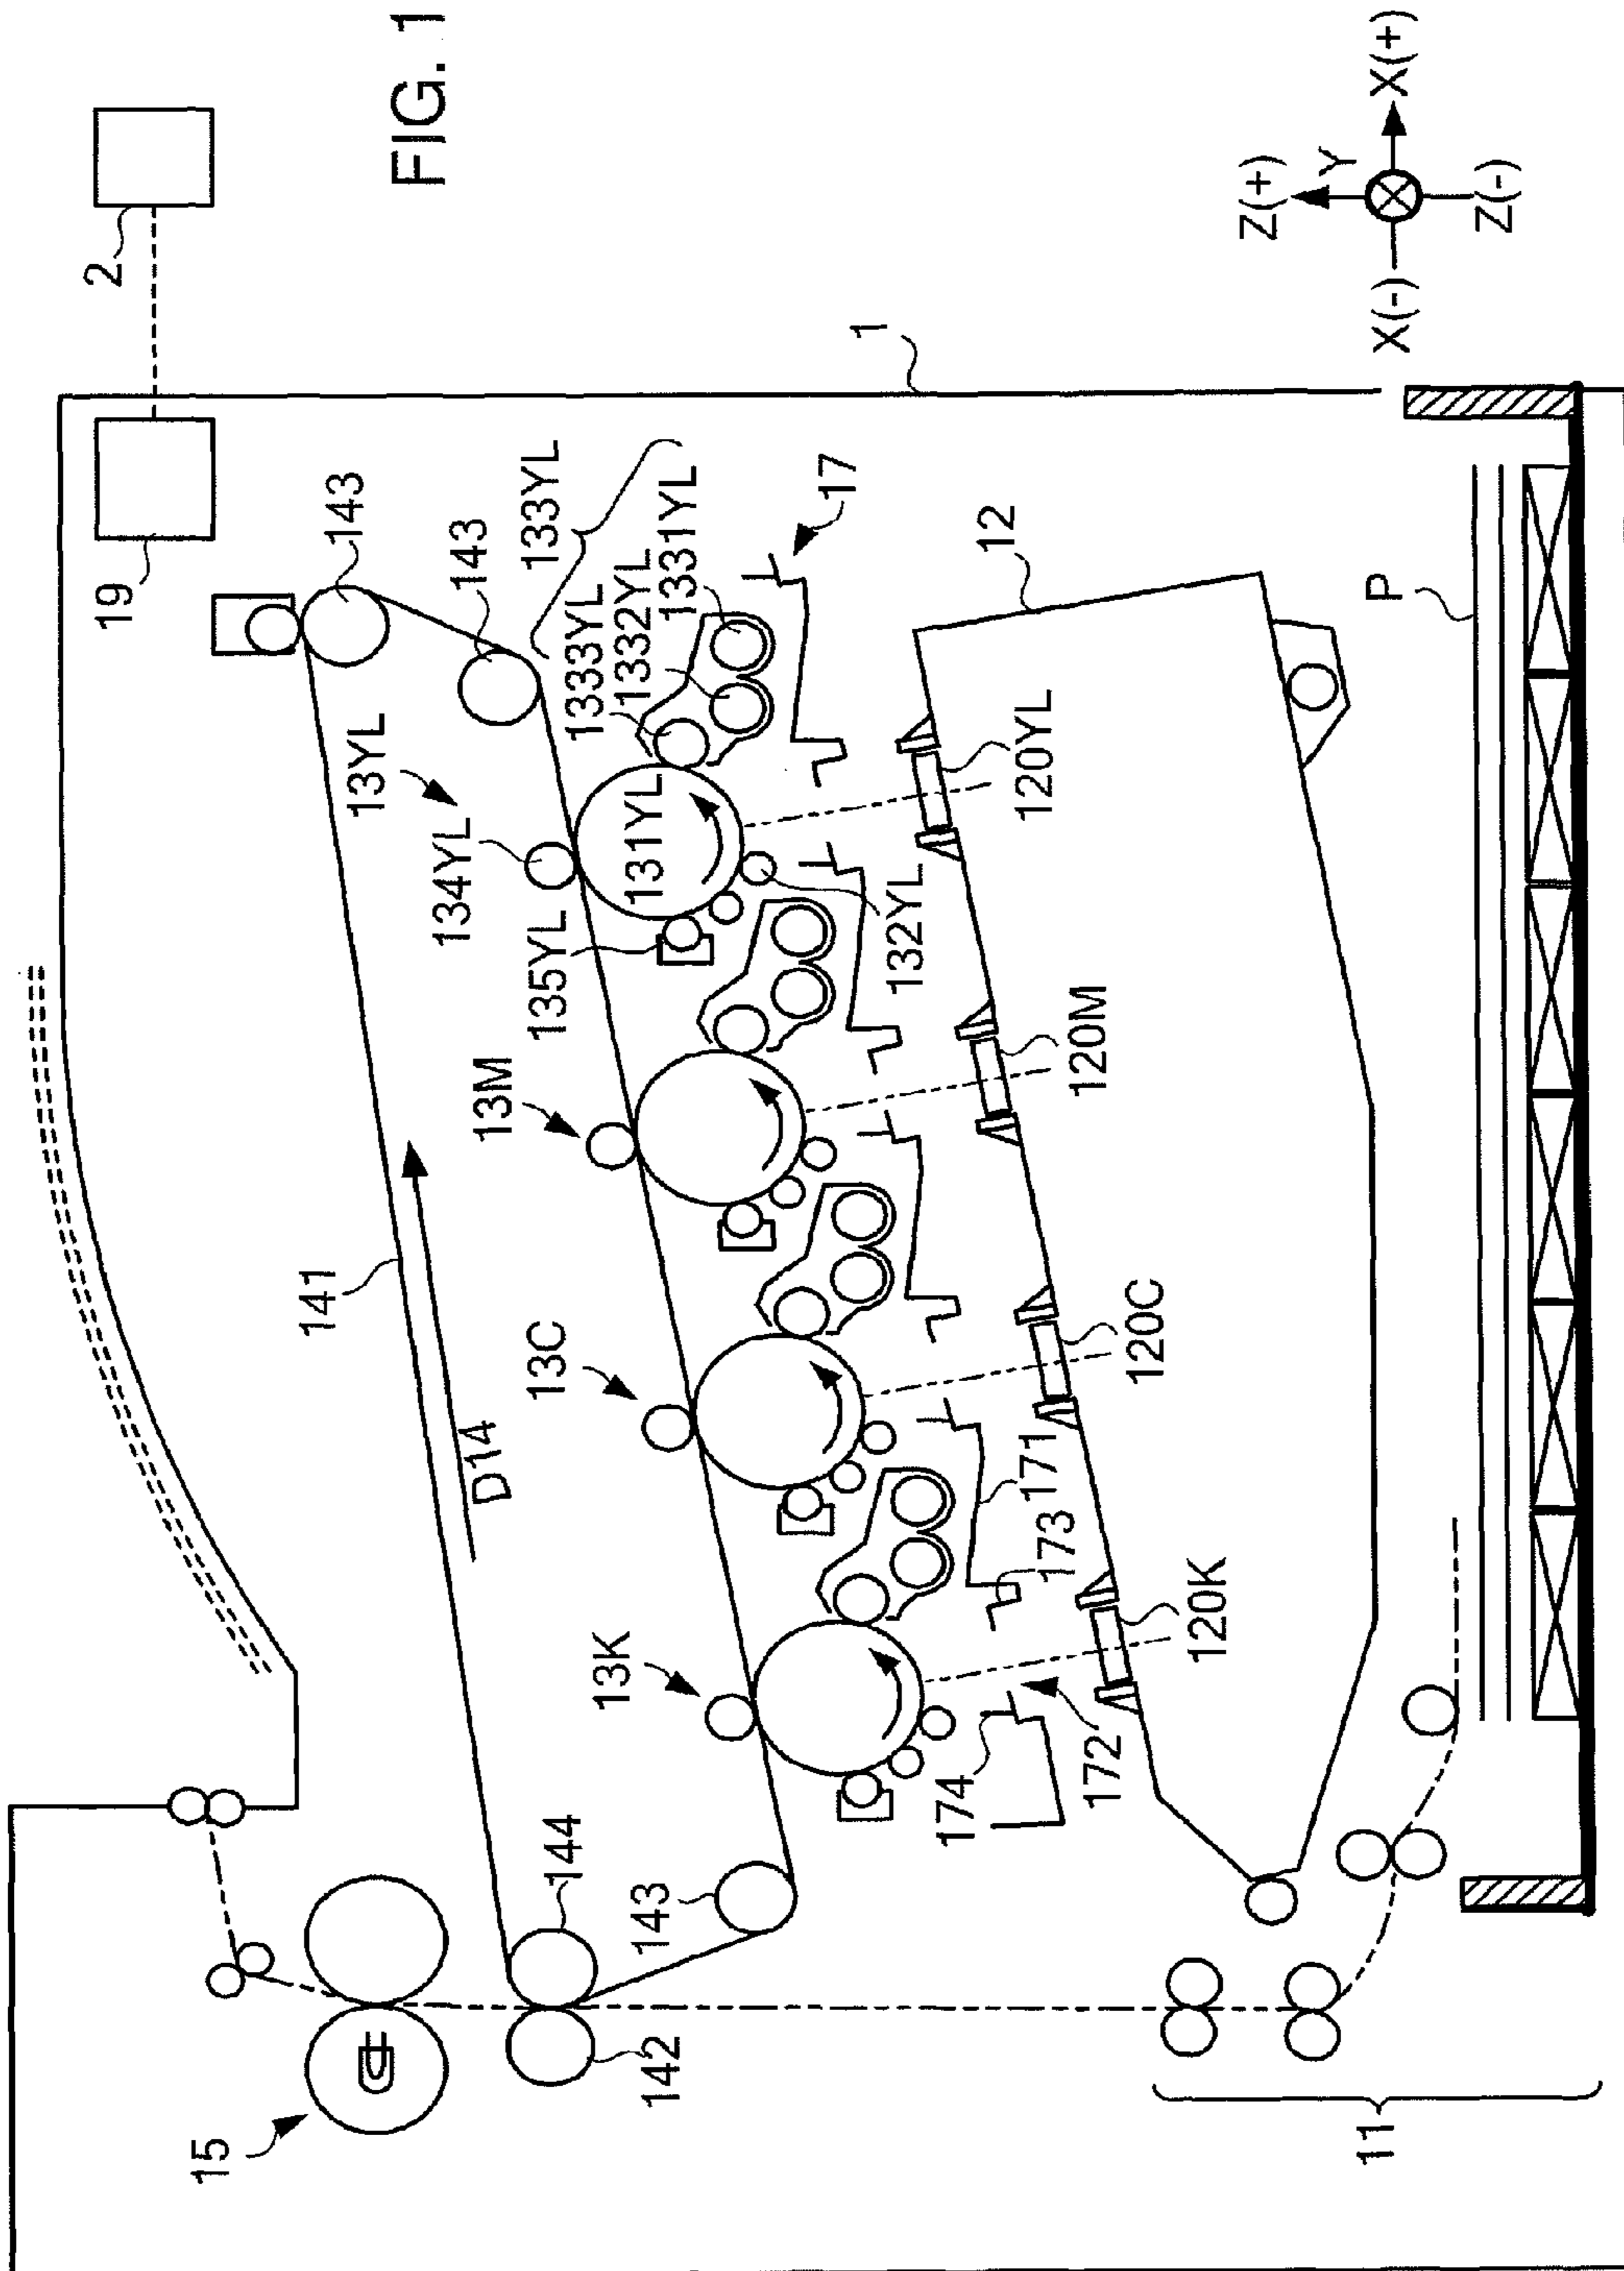 FIG. 1
2
19
1
143
143
133YL
1333YL
1332YL
1331YL
17
12
P
13YL
134YL
131YL
135YL
132YL
120YL
13M
120M
141
D14
13C
120C
171
173
13K
120K
174
172
144
143
142
15
11
Z(+)
Y
X(-)
X(+)
Z(-)